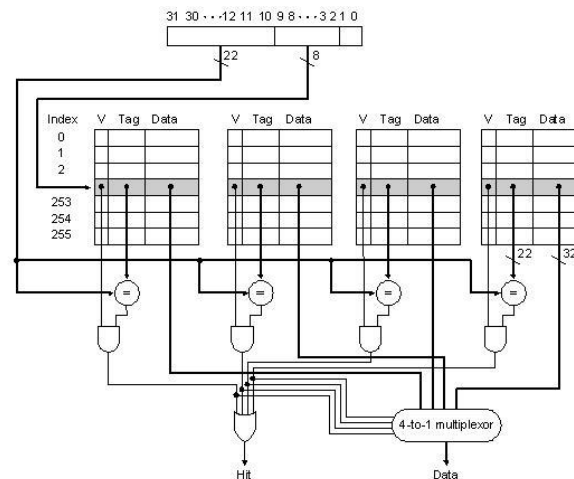 31 30 ··· 12 11 10 9 8 ··· 3 2 1 0
22
8
Index V Tag Data V Tag Data V Tag Data V Tag Data
0
1
2
253
254
255
22 32
= = = =
4-to-1 multiplexor
Hit Data